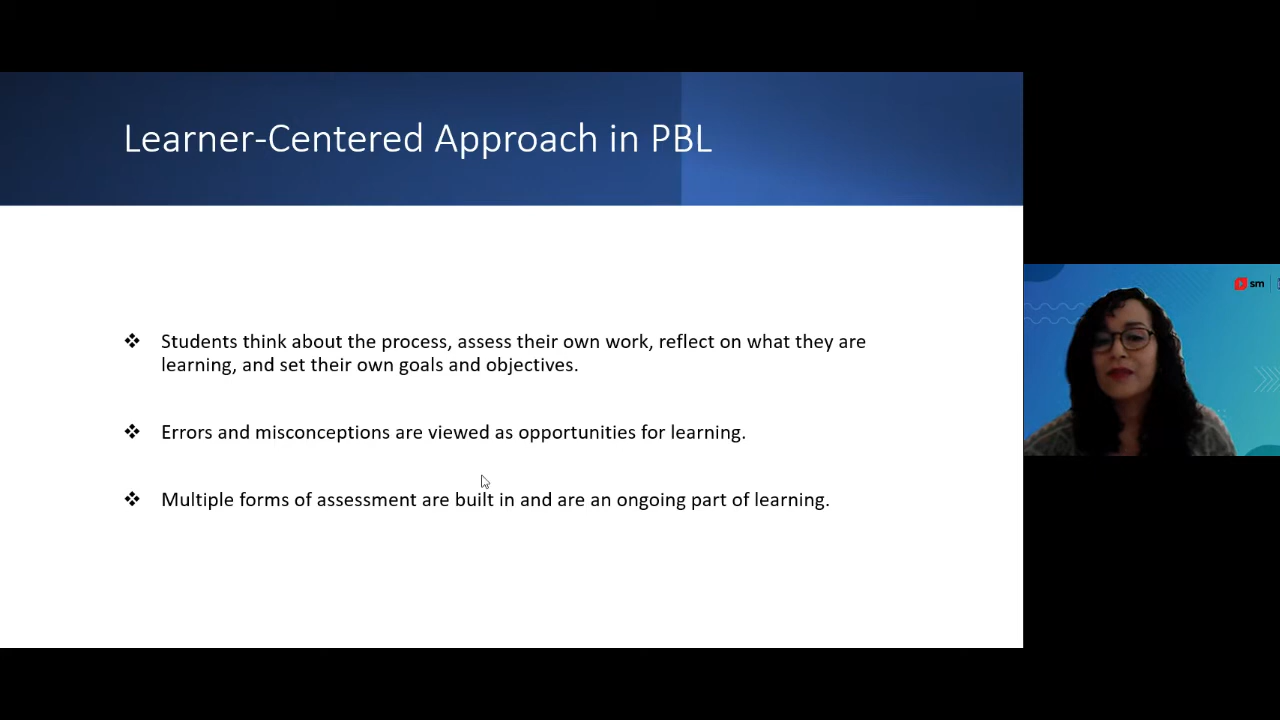 Learner-Centered Approach in PBL
❖ Students think about the process, assess their own work, reflect on what they are
learning, and set their own goals and objectives.
❖ Errors and misconceptions are viewed as opportunities for learning.
❖ Multiple forms of assessment are built in and are an ongoing part of learning.
sm